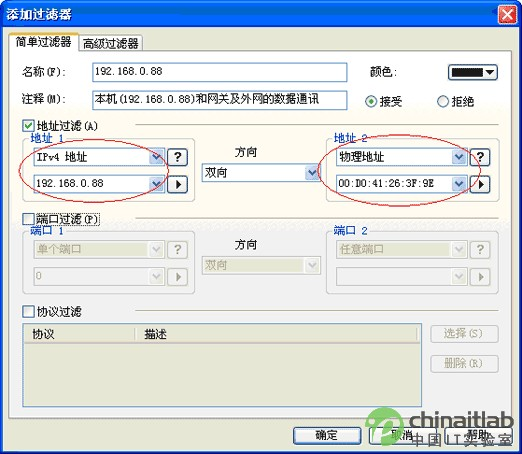 添加过滤器
简单过滤器 高级过滤器
名称(F): 192.168.0.88 颜色:
注释(M): 本机(192.168.0.88)和网关及外网的数据通讯 接受 拒绝
地址过滤(A)
地址 1 方向 地址 2
IPv4 地址 ? 双向 物理地址 ?
192.168.0.88 00:D0:41:26:3F:9E
端口过滤(P)
端口 1 方向 端口 2
单个端口 ? 双向 任意端口 ?
0
协议过滤
协议 描述 选择(S)
删除(R)
确定 取消 帮助
chinaitlab
中国IT实验室